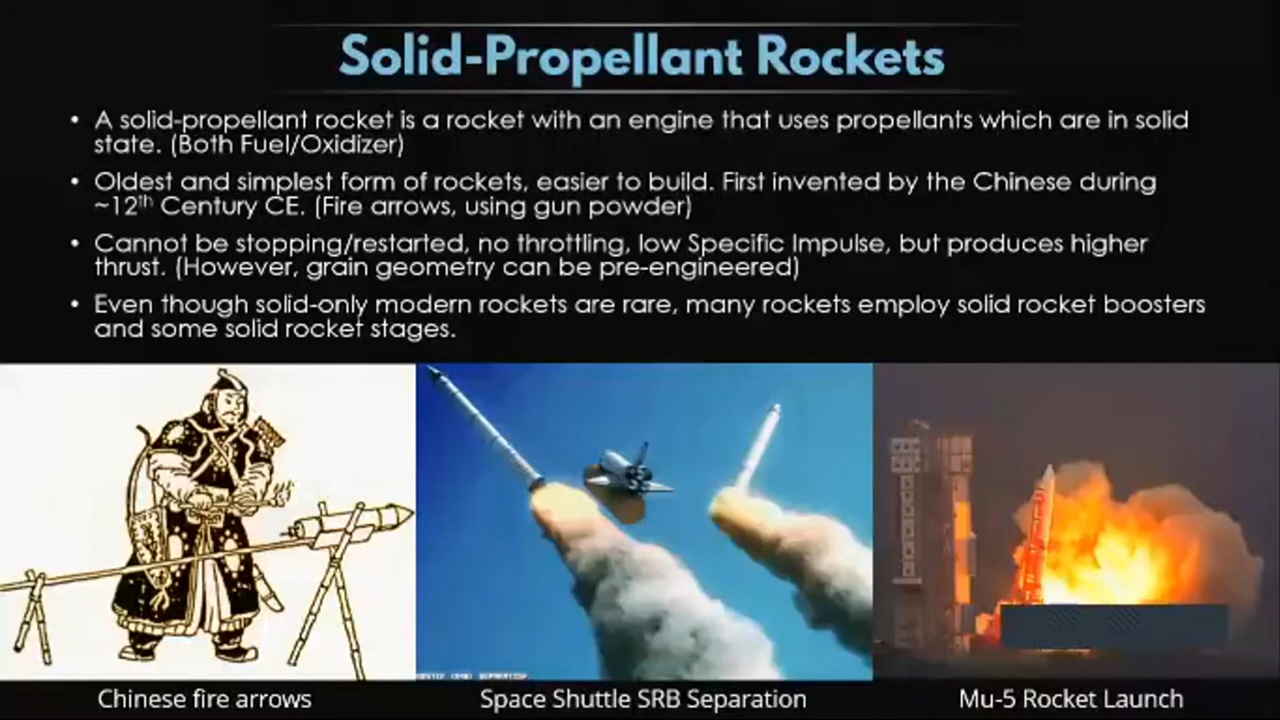 Solid-Propellant Rockets
• A solid-propellant rocket is a rocket with an engine that uses propellants which are in solid
state. (Both Fuel/Oxidizer)
• Oldest and simplest form of rockets, easier to build. First invented by the Chinese during
~12th Century CE. (Fire arrows, using gun powder)
• Cannot be stopping/restarted, no throttling, low Specific Impulse, but produces higher
thrust. (However, grain geometry can be pre-engineered)
• Even though solid-only modern rockets are rare, many rockets employ solid rocket boosters
and some solid rocket stages.
SEPARATION
Chinese fire arrows
Space Shuttle SRB Separation
Mu-5 Rocket Launch